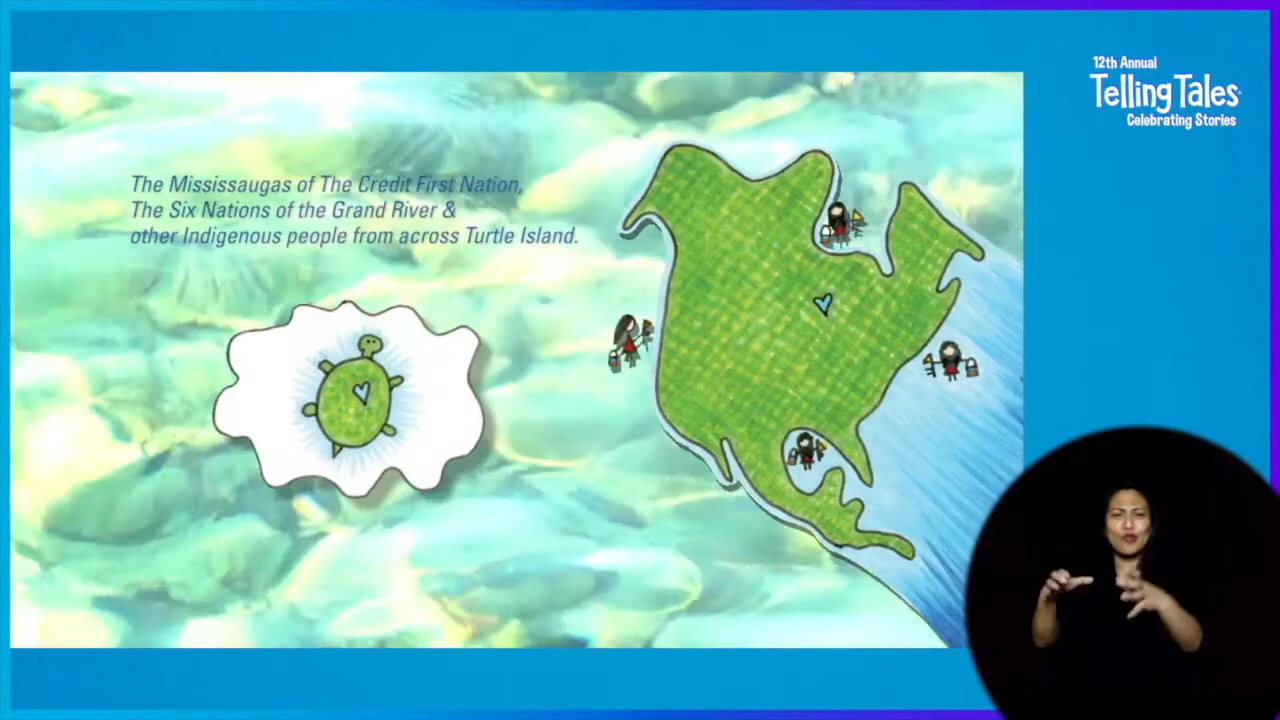 12th Annual
Telling Tales
Celebrating Stories
The Mississaugas of The Credit First Nation,
The Six Nations of the Grand River &
other Indigenous people from across Turtle Island.